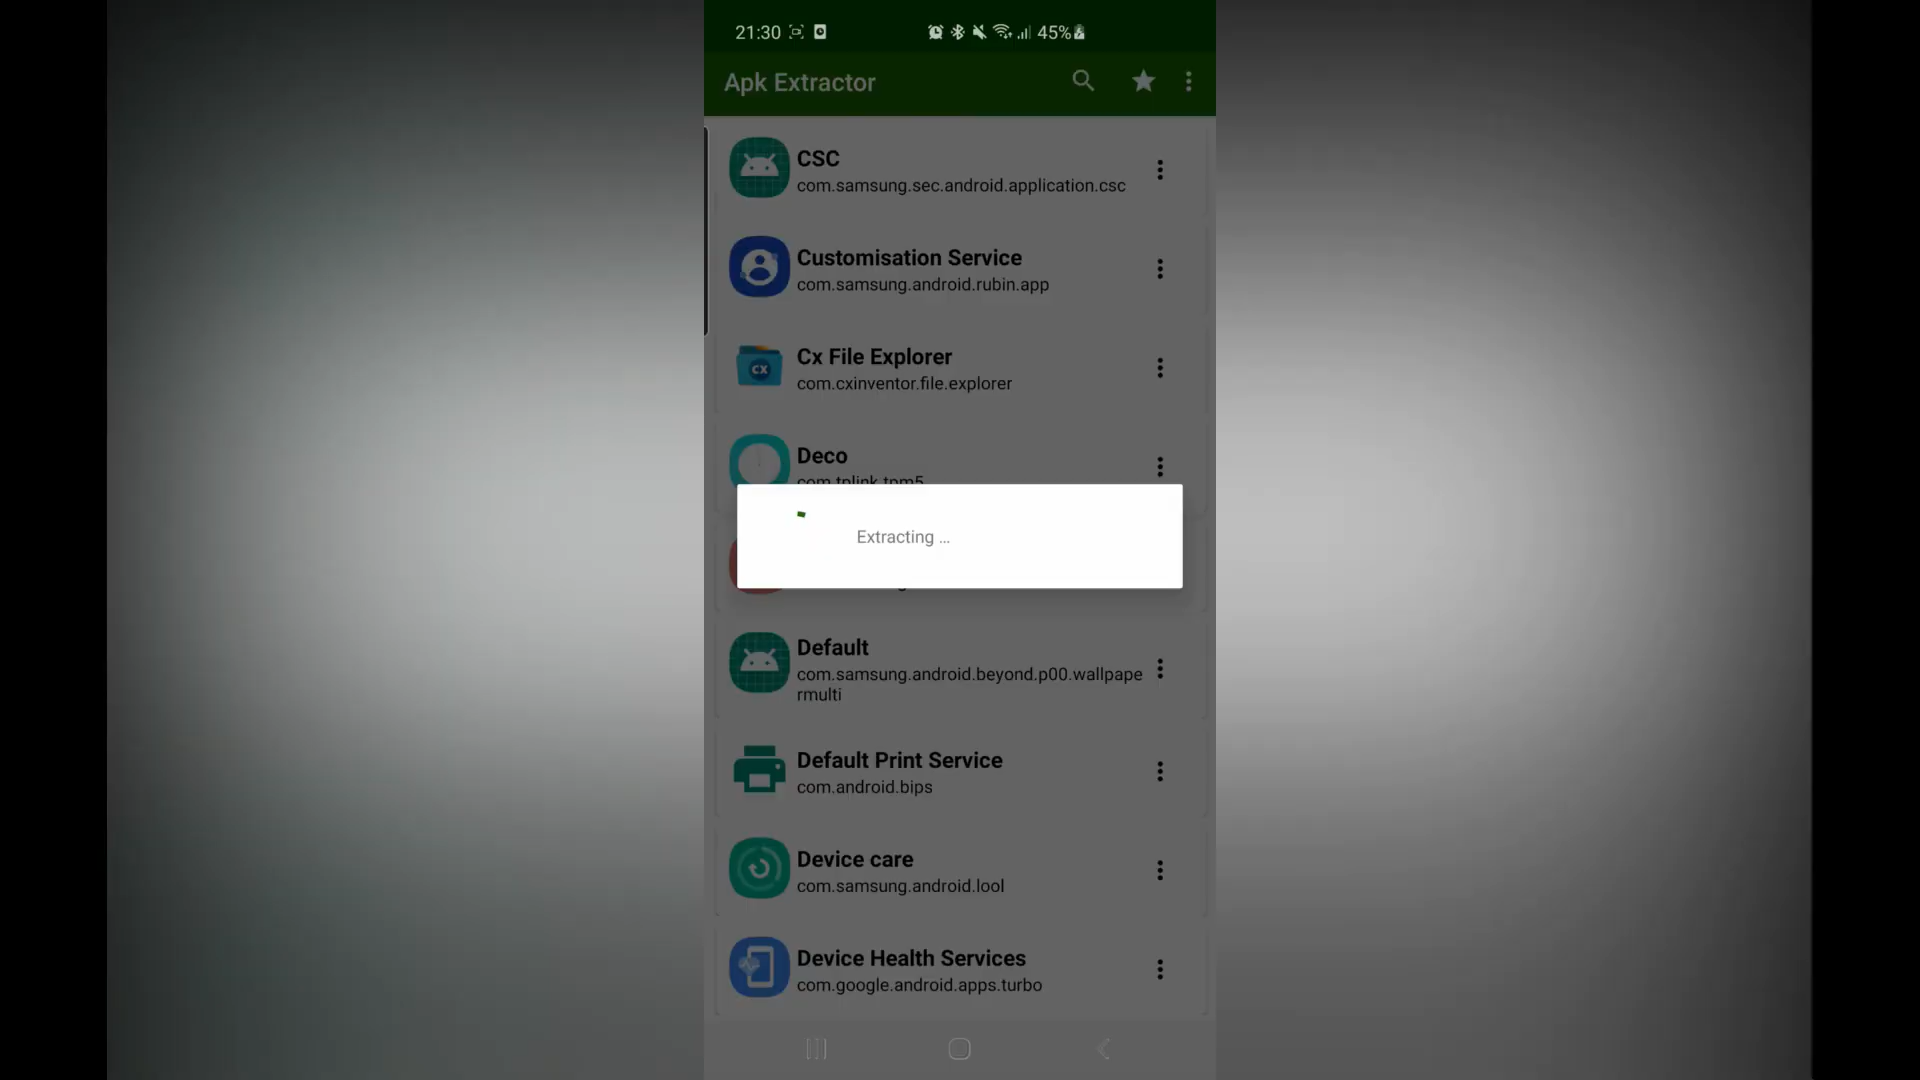 21:30
45%
Apk Extractor
CSC
com.samsung.sec.android.application.csc
Customisation Service
com.samsung.android.rubin.app
CX
Cx File Explorer
com.cxinventor.file.explorer
Deco
com.tplink.tpm5
Extracting ...
Default
com.samsung.android.beyond.p00.wallpape
rmulti
Default Print Service
com.android.bips
Device care
com.samsung.android.lool
Device Health Services
com.google.android.apps.turbo